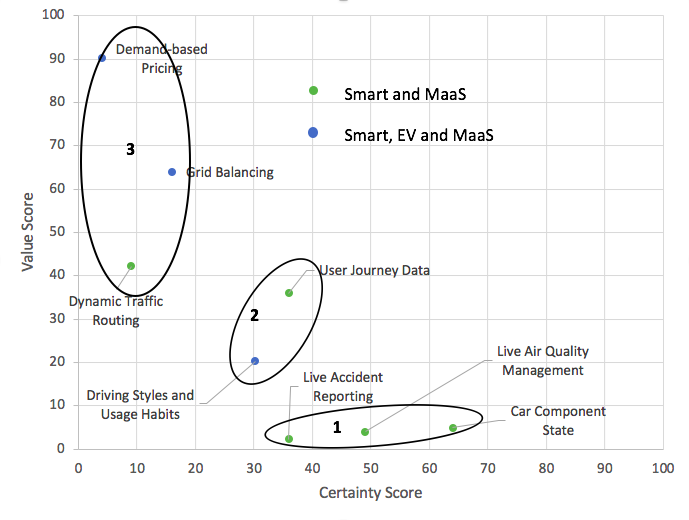 100
90
80
70
60
50
40
30
20
10
0
Value Score
Demand-based
Pricing
3
Grid Balancing
Dynamic Traffic
Routing
Smart and MaaS
Smart, EV and MaaS
User Journey Data
2
Driving Styles and
Usage Habits
Live Accident
Reporting
Live Air Quality
Management
1
Car Component
State
0 10 20 30 40 50 60 70 80 90 100
Certainty Score